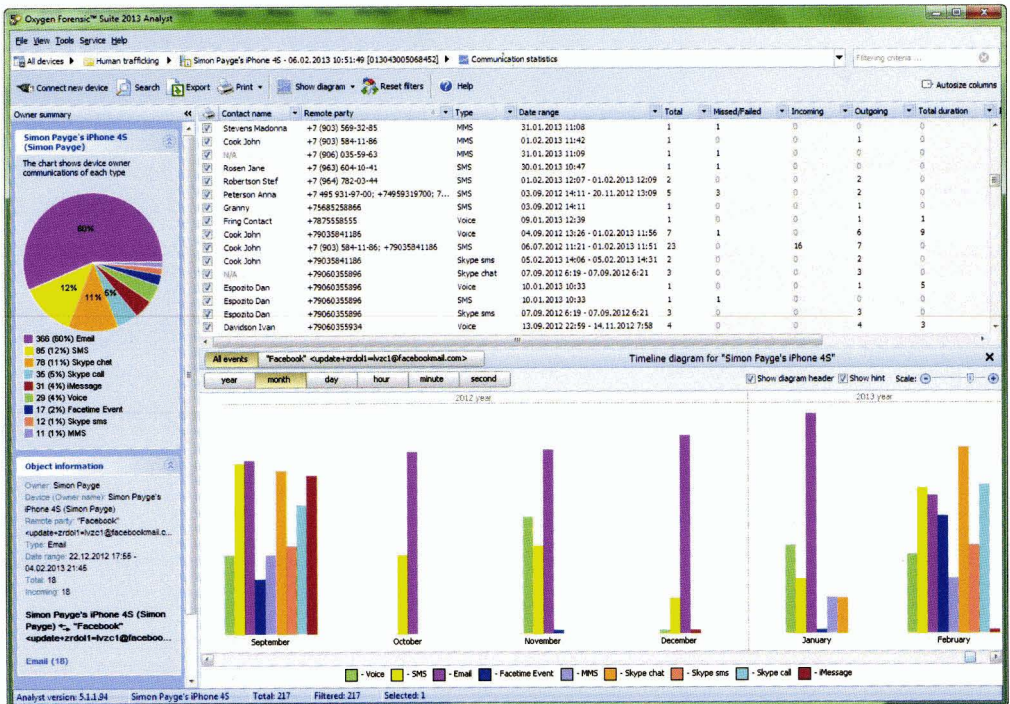 Oxygen Forensic™ Suite 2013 Analyst
File View Tools Service Help
All devices Human trafficking Simon Payge's iPhone 4S - 06.02.2013 10:51:49 [013043005068452] Communication statistics Filtering criteria ...
Connect new device Search Export Print Show diagram Reset filters Help Autosize columns
Owner summary
Simon Payge's iPhone 4S
(Simon Payge)
The chart shows device owner
communications of each type
60%
12% 11% 5%
366 (60%) Email
85 (12%) SMS
78 (11%) Skype chat
35 (5%) Skype call
31 (4%) iMessage
29 (4%) Voice
17 (2%) Facetime Event
12 (1%) Skype sms
11 (1%) MMS
Object information
Owner: Simon Payge
Device (Owner name): Simon Payge's
iPhone 4S (Simon Payge)
Remote party: "Facebook"
<update+zrdol1=lvzc1@facebookmail.c...
Type: Email
Date range: 22.12.2012 17:55 -
04.02.2013 21:45
Total: 18
Incoming: 18
Simon Payge's iPhone 4S (Simon
Payge) "Facebook"
<update+zrdol1=lvzc1@faceboo...
Email (18)
Contact name Remote party Type Date range Total Missed/Failed Incoming Outgoing Total duration
Stevens Madonna +7 (903) 569-32-85 MMS 31.01.2013 11:08 1 1 0 0 0
Cook John +7 (903) 584-11-86 MMS 01.02.2013 11:42 1 0 0 1 0
N/A +7 (906) 035-59-63 MMS 31.01.2013 11:09 1 1 0 0 0
Rosen Jane +7 (963) 604-10-41 SMS 30.01.2013 10:47 1 1 0 0 0
Robertson Stef +7 (964) 782-03-44 SMS 01.02.2013 12:07 - 01.02.2013 12:09 2 0 0 2 0
Peterson Anna +7 495 931-97-00; +74959319700; 7... SMS 03.09.2012 14:11 - 20.11.2012 13:09 5 3 0 2 0
Granny +75685258866 SMS 03.09.2012 14:11 1 0 0 1 0
Fring Contact +7875558555 Voice 09.01.2013 12:39 1 0 0 1 1
Cook John +79035841186 Voice 04.09.2012 13:26 - 01.02.2013 11:56 7 1 0 6 9
Cook John +7 (903) 584-11-86; +79035841186 SMS 06.07.2012 11:21 - 01.02.2013 11:51 23 0 16 7 0
Cook John +79035841186 Skype sms 05.02.2013 14:06 - 05.02.2013 14:31 2 0 0 2 0
N/A +79060355896 Skype chat 07.09.2012 6:19 - 07.09.2012 6:21 3 0 0 3 0
Espozito Dan +79060355896 Voice 10.01.2013 10:33 1 0 0 1 5
Espozito Dan +79060355896 SMS 10.01.2013 10:33 1 1 0 0 0
Espozito Dan +79060355896 Skype sms 07.09.2012 6:19 - 07.09.2012 6:21 3 0 0 3 0
Davidson Ivan +79060355934 Voice 13.09.2012 22:59 - 14.11.2012 7:58 4 0 0 4 3
All events "Facebook" <update+zrdol1=lvzc1@facebookmail.com> Timeline diagram for "Simon Payge's iPhone 4S"
year month day hour minute second Show diagram header Show hint Scale:
2012 year 2013 year
September October November December January February
- Voice - SMS - Email - Facetime Event - MMS - Skype chat - Skype sms - Skype call - iMessage
Analyst version: 5.1.1.94 Simon Payge's iPhone 4S Total: 217 Filtered: 217 Selected: 1